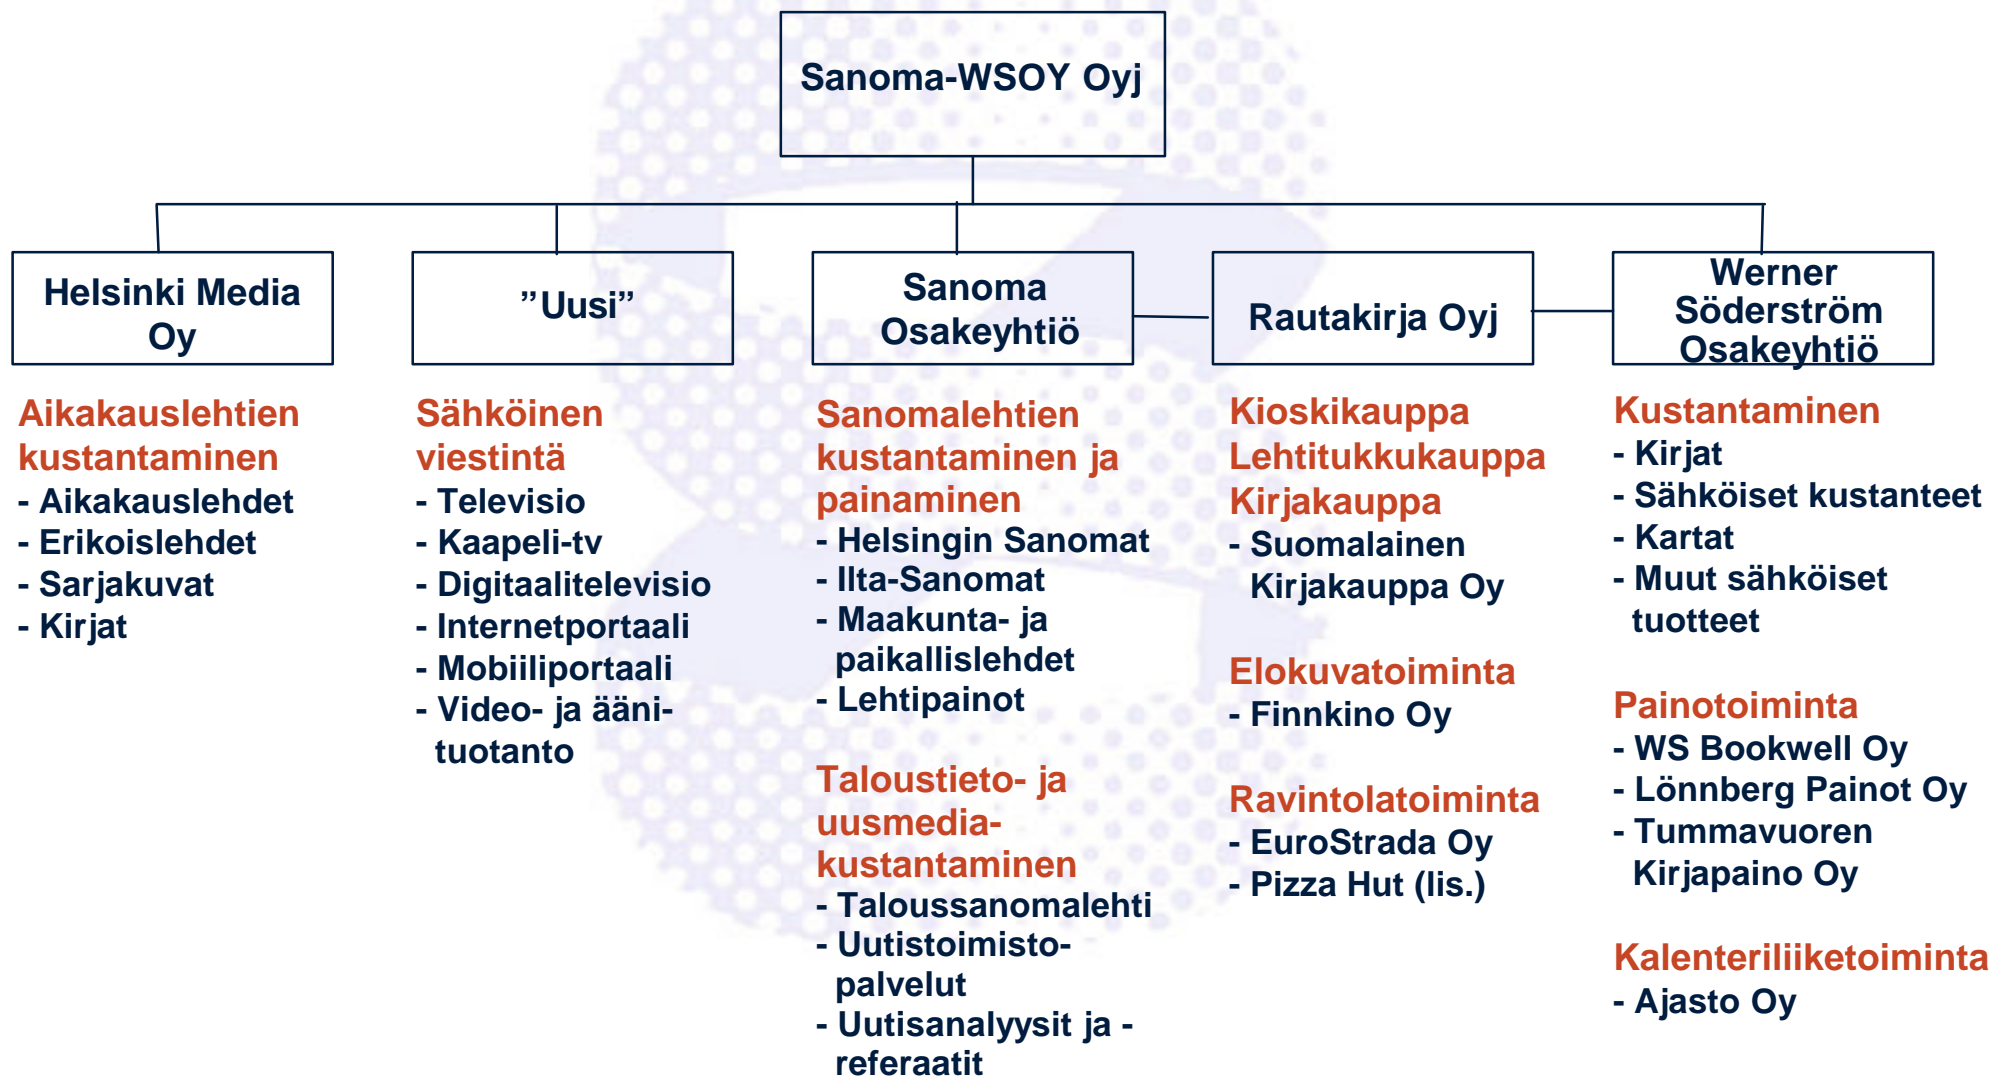 Sanoma-WSOY Oyj
Helsinki Media
Oy
”Uusi”
Sanoma
Osakeyhtiö
Rautakirja Oyj
Werner
Söderström
Osakeyhtiö
Aikakauslehtien
kustantaminen
- Aikakauslehdet
- Erikoislehdet
- Sarjakuvat
- Kirjat
Sähköinen
viestintä
- Televisio
- Kaapeli-tv
- Digitaalitelevisio
- Internetportaali
- Mobiiliportaali
- Video- ja ääni-
tuotanto
Sanomalehtien
kustantaminen ja
painaminen
- Helsingin Sanomat
- Ilta-Sanomat
- Maakunta- ja
paikallislehdet
- Lehtipainot
Taloustieto- ja
uusmedia-
kustantaminen
- Taloussanomalehti
- Uutistoimisto-
palvelut
- Uutisanalyysit ja -
referaatit
Kioskikauppa
Lehtitukkukauppa
Kirjakauppa
- Suomalainen
Kirjakauppa Oy
Elokuvatoiminta
- Finnkino Oy
Ravintolatoiminta
- EuroStrada Oy
- Pizza Hut (lis.)
Kustantaminen
- Kirjat
- Sähköiset kustanteet
- Kartat
- Muut sähköiset
tuotteet
Painotoiminta
- WS Bookwell Oy
- Lönnberg Painot Oy
- Tummavuoren
Kirjapaino Oy
Kalenteriliiketoiminta
- Ajasto Oy